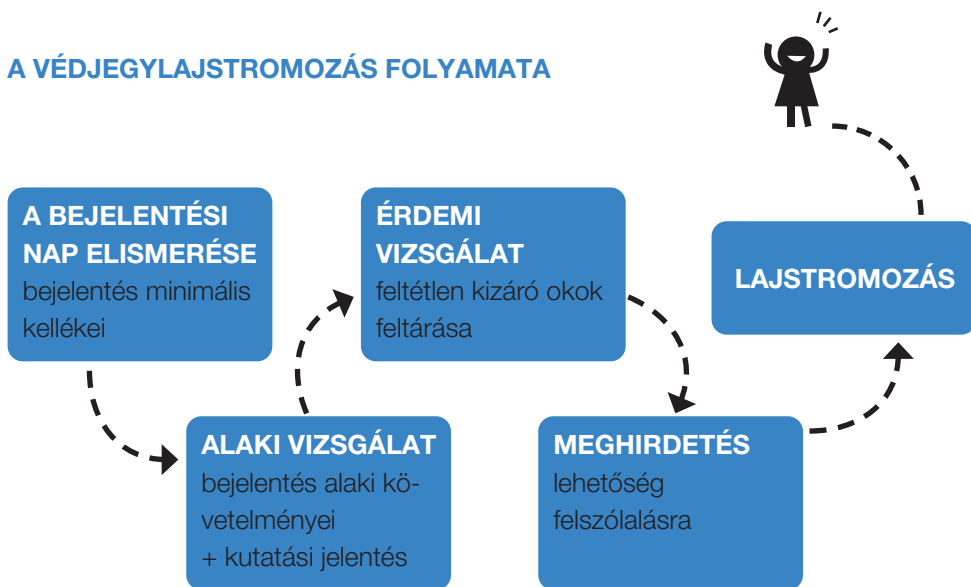 A VÉDJEGYLAJSTROMOZÁS FOLYAMATA
A BEJELENTÉSI
NAP ELISMERÉSE
bejelentés minimális
kellékei
ALAKI VIZSGÁLAT
bejelentés alaki kö-
vetelményei
+ kutatási jelentés
ÉRDEMI
VIZSGÁLAT
feltétlen kizáró okok
feltárása
MEGHIRDETÉS
lehetőség
felszólalásra
LAJSTROMOZÁS